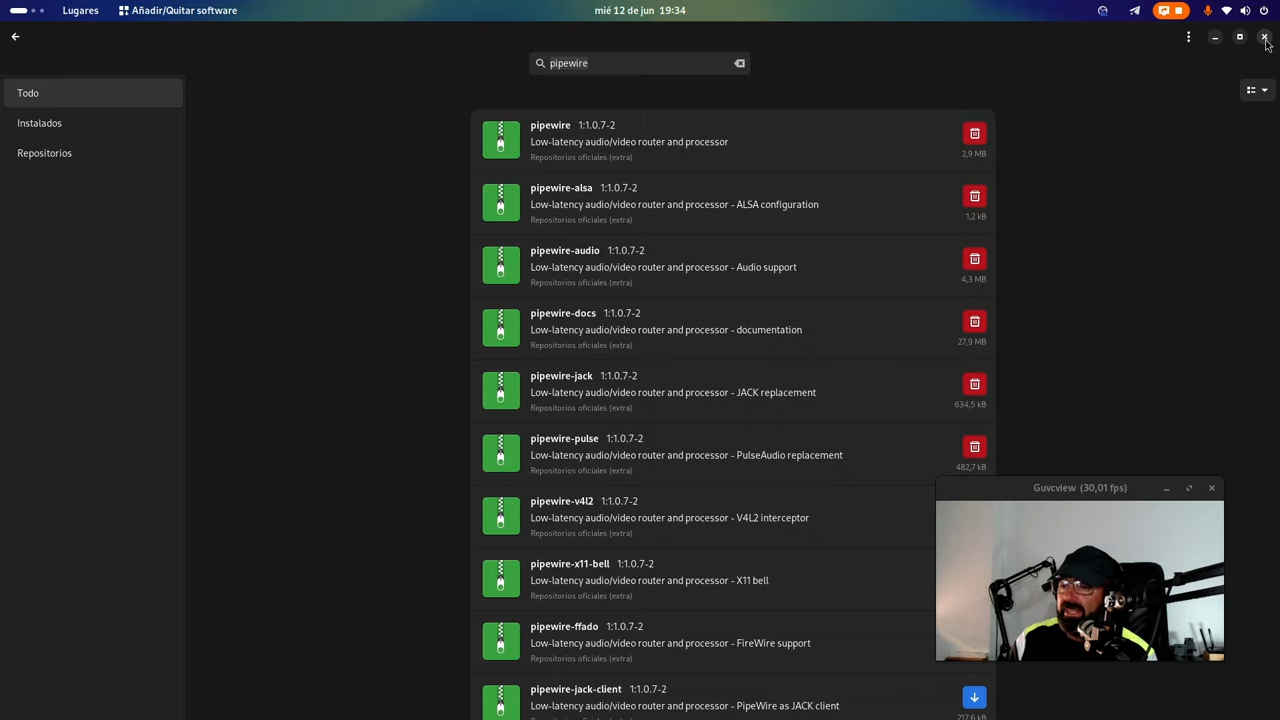 Lugares
Añadir/Quitar software
mié 12 de jun 19:34
pipewire
Todo
Instalados
Repositorios
pipewire 1:1.0.7-2
Low-latency audio/video router and processor
Repositorios oficiales (extra)
2,9 MB
pipewire-alsa 1:1.0.7-2
Low-latency audio/video router and processor - ALSA configuration
Repositorios oficiales (extra)
1,2 kB
pipewire-audio 1:1.0.7-2
Low-latency audio/video router and processor - Audio support
Repositorios oficiales (extra)
4,3 MB
pipewire-docs 1:1.0.7-2
Low-latency audio/video router and processor - documentation
Repositorios oficiales (extra)
27,9 MB
pipewire-jack 1:1.0.7-2
Low-latency audio/video router and processor - JACK replacement
Repositorios oficiales (extra)
634,5 kB
pipewire-pulse 1:1.0.7-2
Low-latency audio/video router and processor - PulseAudio replacement
Repositorios oficiales (extra)
482,7 kB
pipewire-v4l2 1:1.0.7-2
Low-latency audio/video router and processor - V4L2 interceptor
Repositorios oficiales (extra)
pipewire-x11-bell 1:1.0.7-2
Low-latency audio/video router and processor - X11 bell
Repositorios oficiales (extra)
pipewire-ffado 1:1.0.7-2
Low-latency audio/video router and processor - FireWire support
Repositorios oficiales (extra)
pipewire-jack-client 1:1.0.7-2
Low-latency audio/video router and processor - PipeWire as JACK client
217,6 kB
Guvcview (30,01 fps)